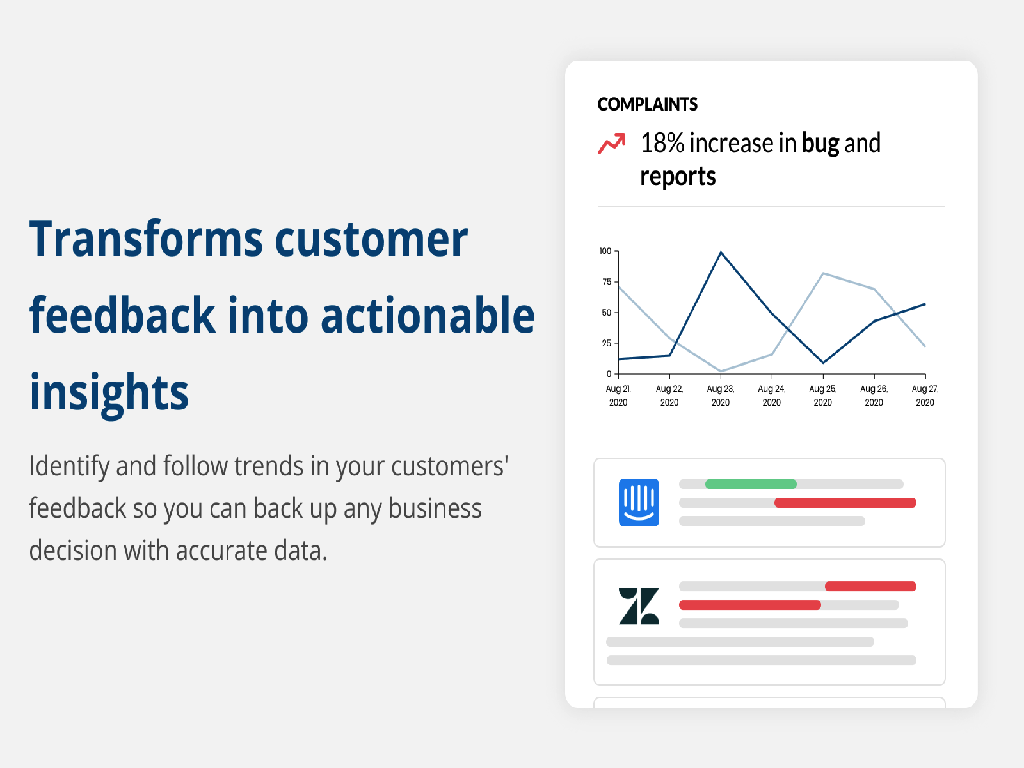 Transforms customer
feedback into actionable
insights
Identify and follow trends in your customers'
feedback so you can back up any business
decision with accurate data.
COMPLAINTS
18% increase in bug and
reports
100
75
50
25
0
Aug 21, Aug 22, Aug 23, Aug 24, Aug 25, Aug 26, Aug 27,
2020 2020 2020 2020 2020 2020 2020